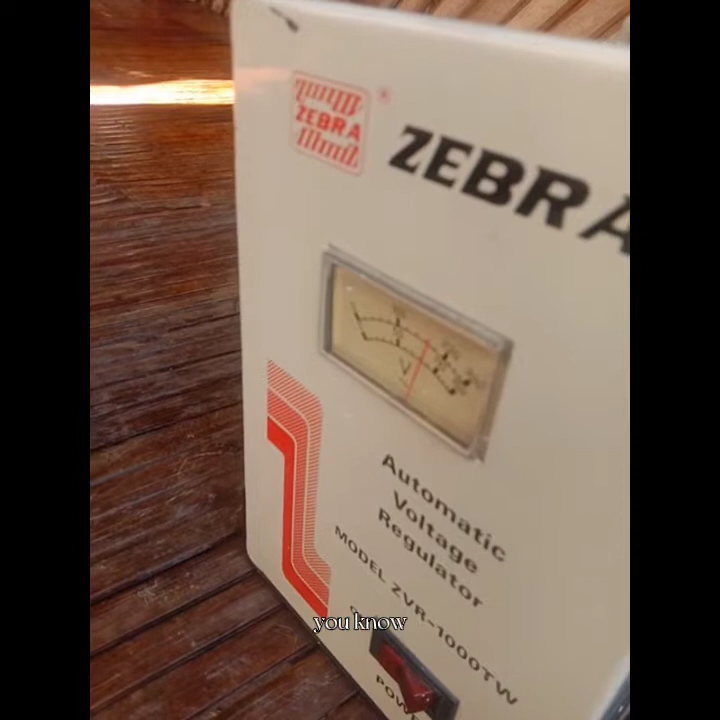 ZEBRA
ZEBRA
V
Automatic
Voltage
Regulator
MODEL ZVR-1000TW
you know